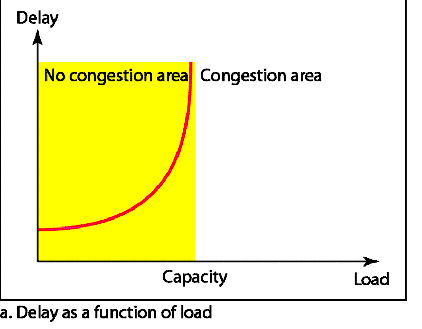 Delay
No congestion area Congestion area
Capacity
Load
a. Delay as a function of load